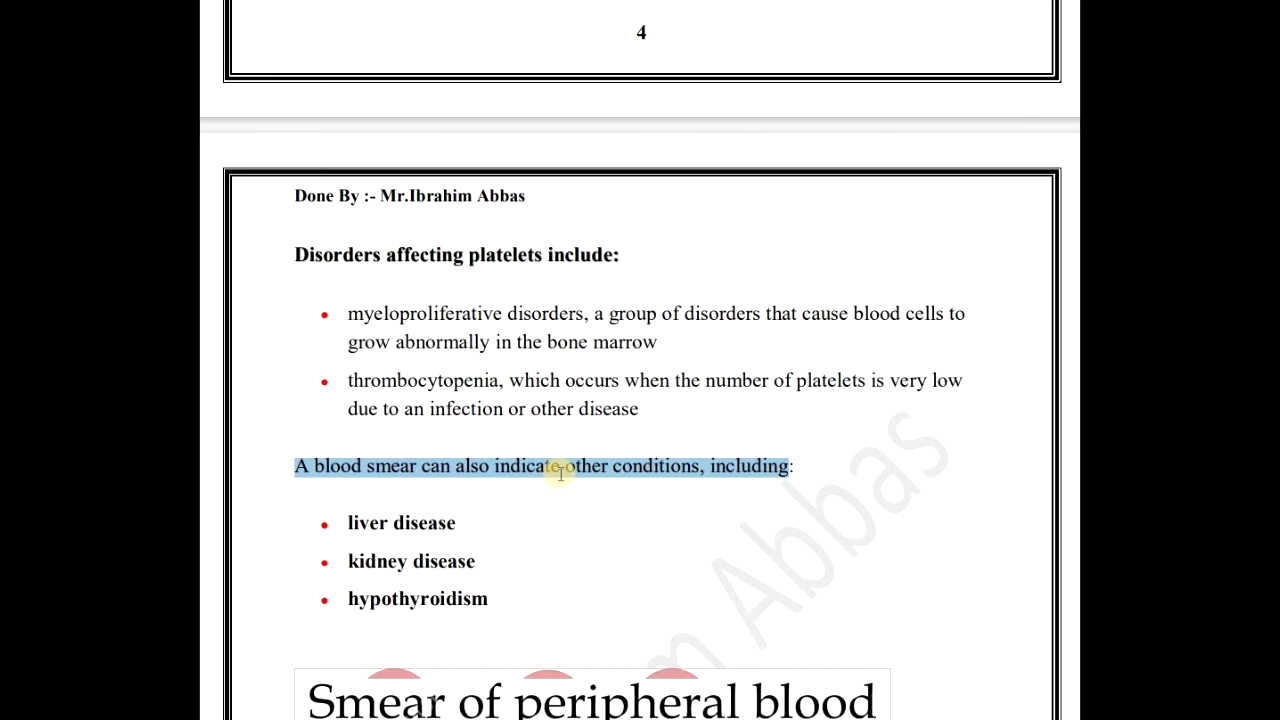 4
Done By :- Mr.Ibrahim Abbas
Disorders affecting platelets include:
• myeloproliferative disorders, a group of disorders that cause blood cells to
grow abnormally in the bone marrow
• thrombocytopenia, which occurs when the number of platelets is very low
due to an infection or other disease
A blood smear can also indicate other conditions, including:
• liver disease
• kidney disease
• hypothyroidism
Abbas
Smear of peripheral blood